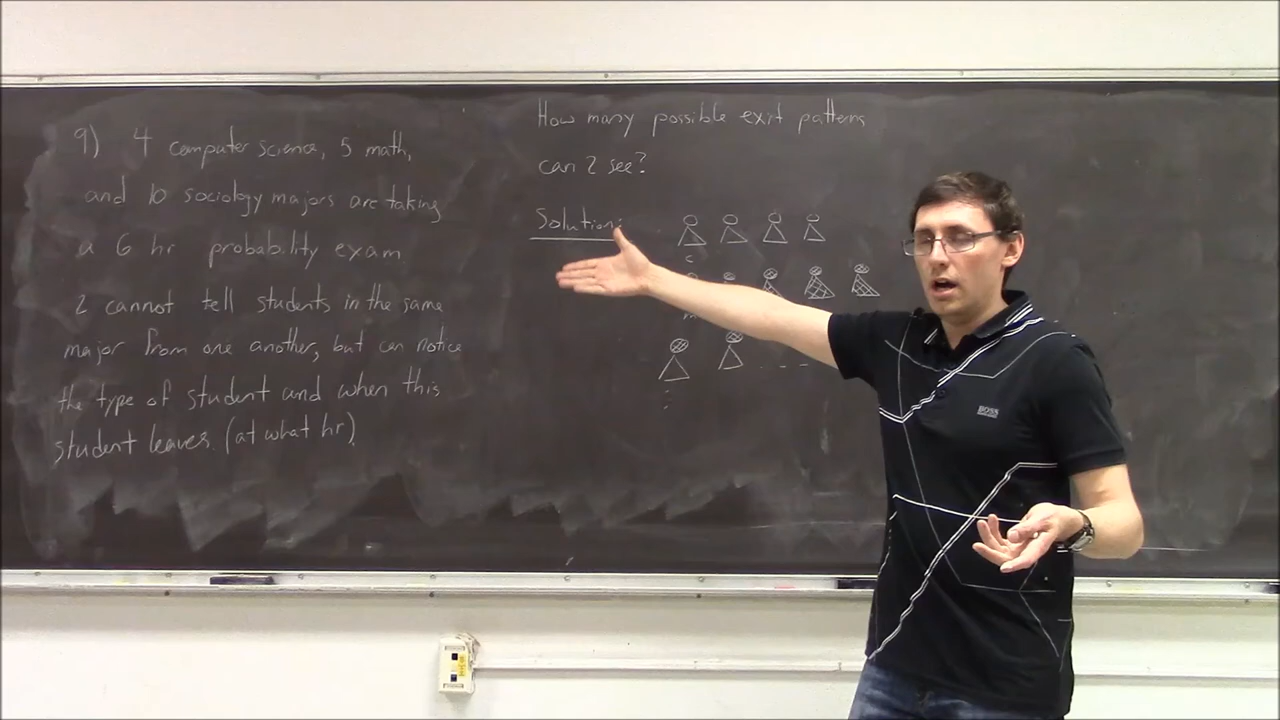 9) 4 computer science, 5 math,
and 10 sociology majors are taking
a 6 hr probability exam
2 cannot tell students in the same
major from one another, but can notice
the type of student and when this
student leaves (at what hr).
How many possible exit patterns
can 2 see?
Solution:
c
BOSS